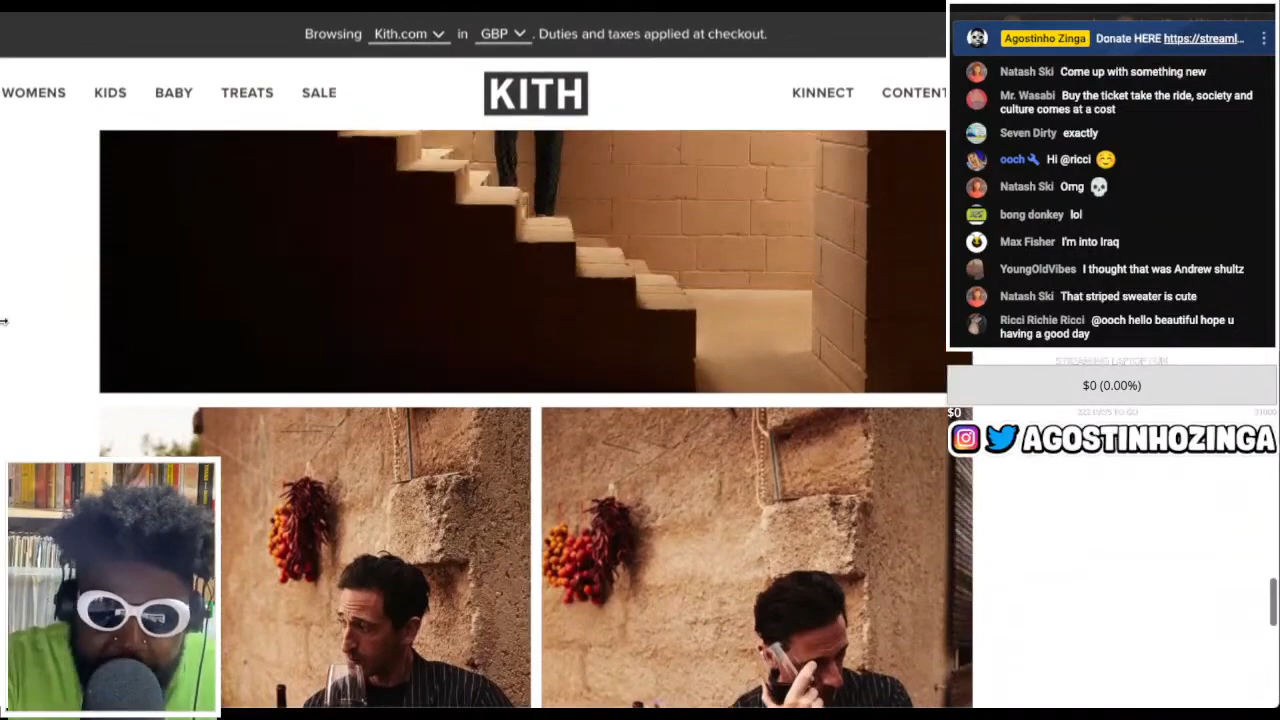 Browsing Kith.com in GBP . Duties and taxes applied at checkout.
WOMENS KIDS BABY TREATS SALE KITH KINNECT CONTENT
Agostinho Zinga Donate HERE https://streaml...
Natash Ski Come up with something new
Mr. Wasabi Buy the ticket take the ride, society and
culture comes at a cost
Seven Dirty exactly
ooch Hi @ricci ☺️
Natash Ski Omg 💀
bong donkey lol
Max Fisher I'm into Iraq
YoungOldVibes I thought that was Andrew shultz
Natash Ski That striped sweater is cute
Ricci Richie Ricci @ooch hello beautiful hope u
having a good day
$0 (0.00%)
$0
AGOSTINHOZINGA